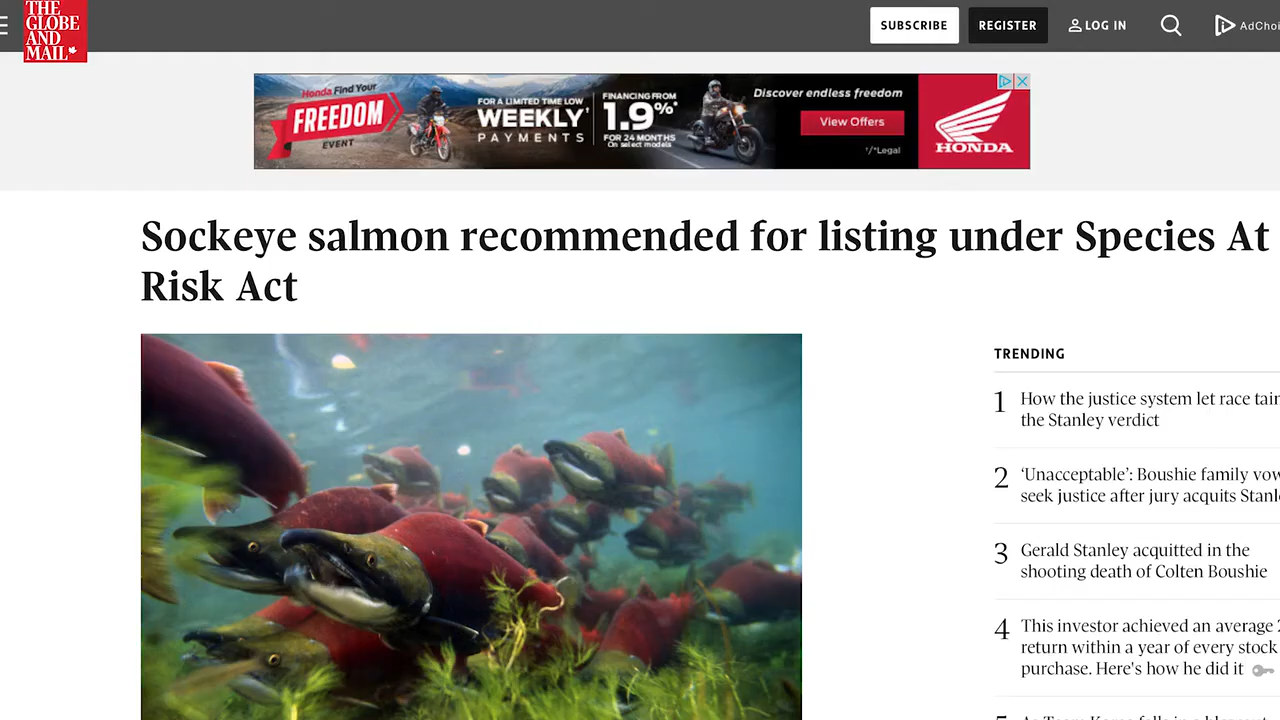 THE
GLOBE
AND
MAIL
SUBSCRIBE
REGISTER
LOG IN
Honda Find Your
FREEDOM
EVENT
FOR A LIMITED TIME LOW
WEEKLY†
PAYMENTS
FINANCING FROM
1.9%*
FOR 24 MONTHS
On select models
Discover endless freedom
View Offers
*/†Legal
HONDA
Sockeye salmon recommended for listing under Species At
Risk Act
TRENDING
1 How the justice system let race
the Stanley verdict
2 ‘Unacceptable’: Boushie family
seek justice after jury acquits
3 Gerald Stanley acquitted in the
shooting death of Colten Boushie
4 This investor achieved an average
return within a year of every stock
purchase. Here's how he did it